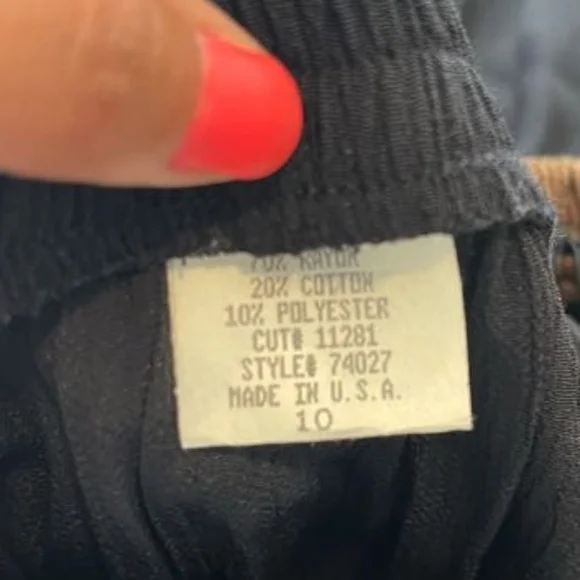 70% RAYON
20% COTTON
10% POLYESTER
CUT# 11281
STYLE# 74027
MADE IN U.S.A.
10